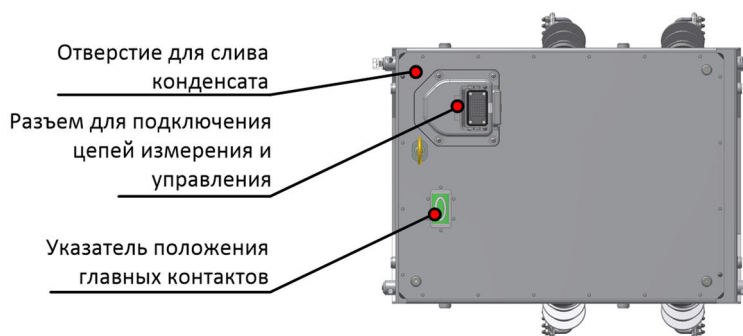 Отверстие для слива
конденсата
Разъем для подключения
цепей измерения и
управления
Указатель положения
главных контактов